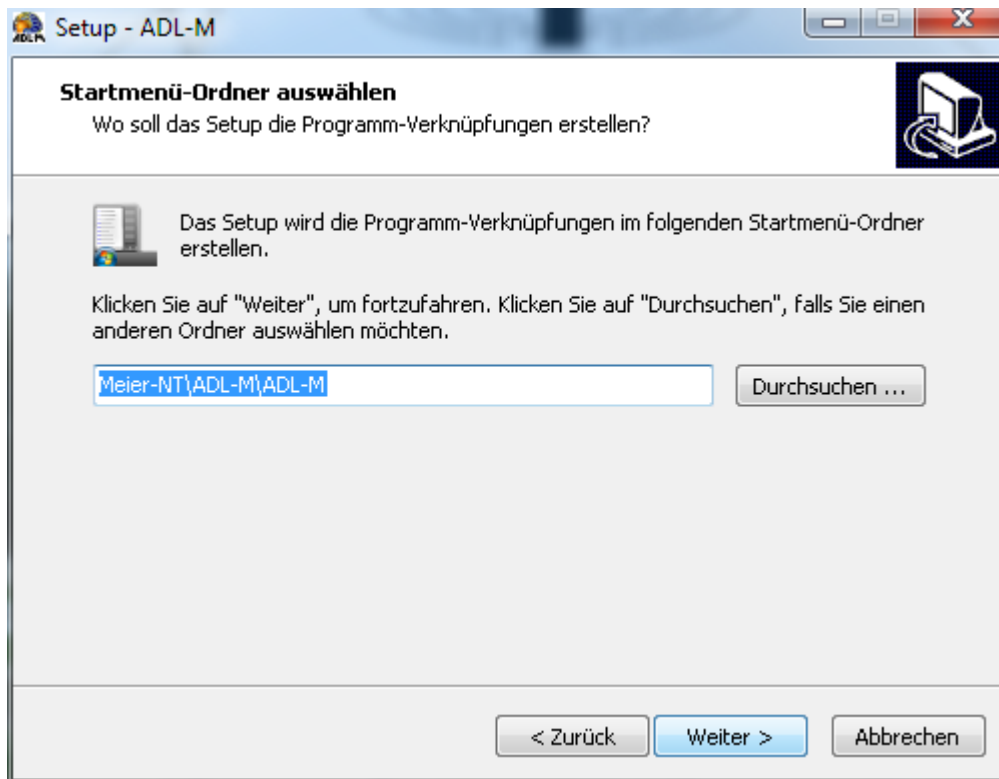 Setup - ADL-M
Startmenü-Ordner auswählen
Wo soll das Setup die Programm-Verknüpfungen erstellen?
Das Setup wird die Programm-Verknüpfungen im folgenden Startmenü-Ordner
erstellen.
Klicken Sie auf "Weiter", um fortzufahren. Klicken Sie auf "Durchsuchen", falls Sie einen
anderen Ordner auswählen möchten.
Meier-NT\ADL-M\ADL-M
Durchsuchen ...
< Zurück
Weiter >
Abbrechen